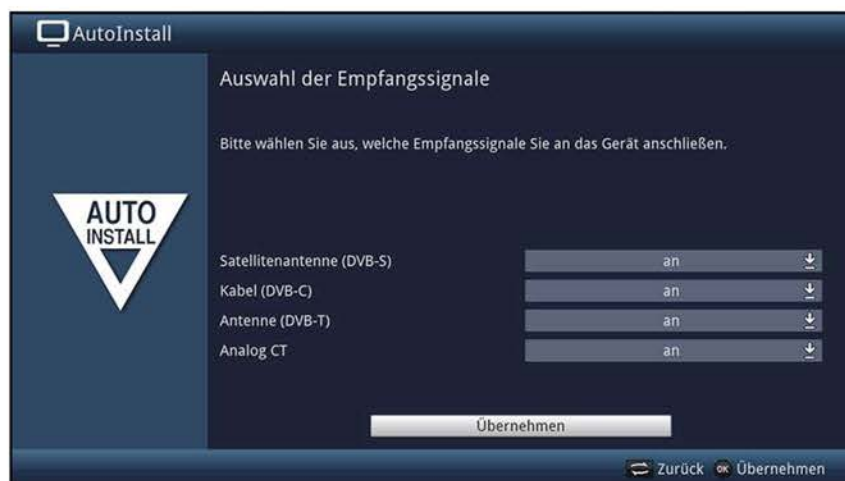 AutoInstall
AUTO
INSTALL
Auswahl der Empfangssignale
Bitte wählen Sie aus, welche Empfangssignale Sie an das Gerät anschließen.
Satellitenantenne (DVB-S) an
Kabel (DVB-C) an
Antenne (DVB-T) an
Analog CT an
Übernehmen
Zurück OK Übernehmen